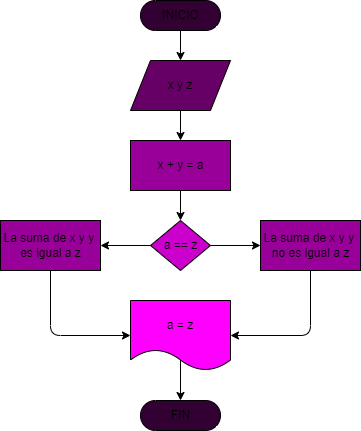 INICIO
x y z
x + y = a
a == z
La suma de x y y
es igual a z
La suma de x y y
no es igual a z
a = z
FIN